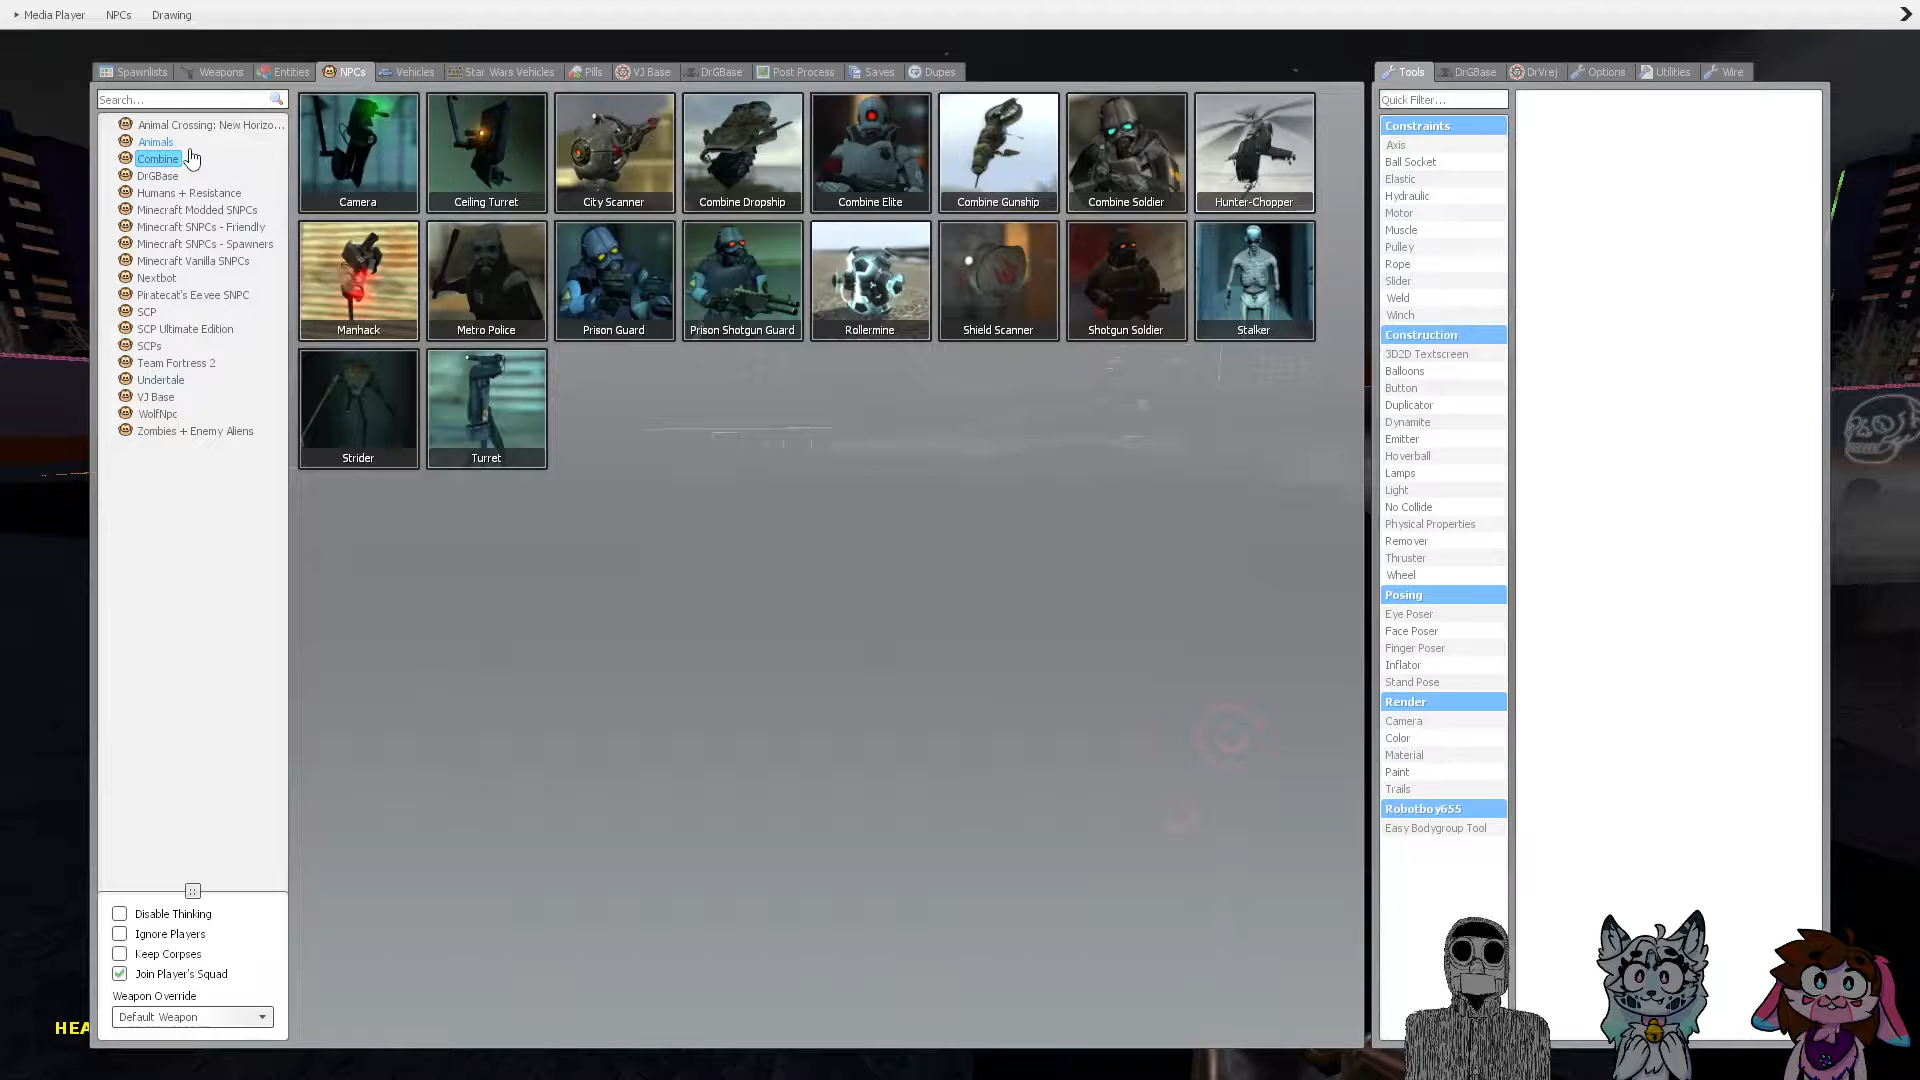 Media Player NPCs Drawing
Spawnlists Weapons Entities NPCs Vehicles Star Wars Vehicles Pills VJ Base DrGBase Post Process Saves Dupes
Tools DrGBase DrVrej Options Utilities Wire
Search...
Animal Crossing: New Horizo...
Animals
Combine
DrGBase
Humans + Resistance
Minecraft Modded SNPCs
Minecraft SNPCs - Friendly
Minecraft SNPCs - Spawners
Minecraft Vanilla SNPCs
Nextbot
Piratecat's Eevee SNPC
SCP
SCP Ultimate Edition
SCPs
Team Fortress 2
Undertale
VJ Base
WolfNpc
Zombies + Enemy Aliens
Camera Ceiling Turret City Scanner Combine Dropship Combine Elite Combine Gunship Combine Soldier Hunter-Chopper
Manhack Metro Police Prison Guard Prison Shotgun Guard Rollermine Shield Scanner Shotgun Soldier Stalker
Strider Turret
Disable Thinking
Ignore Players
Keep Corpses
Join Player's Squad
Weapon Override
Default Weapon
HEA
Quick Filter...
Constraints
Axis
Ball Socket
Elastic
Hydraulic
Motor
Muscle
Pulley
Rope
Slider
Weld
Winch
Construction
3D2D Textscreen
Balloons
Button
Duplicator
Dynamite
Emitter
Hoverball
Lamps
Light
No Collide
Physical Properties
Remover
Thruster
Wheel
Posing
Eye Poser
Face Poser
Finger Poser
Inflator
Stand Pose
Render
Camera
Color
Material
Paint
Trails
Robotboy655
Easy Bodygroup Tool